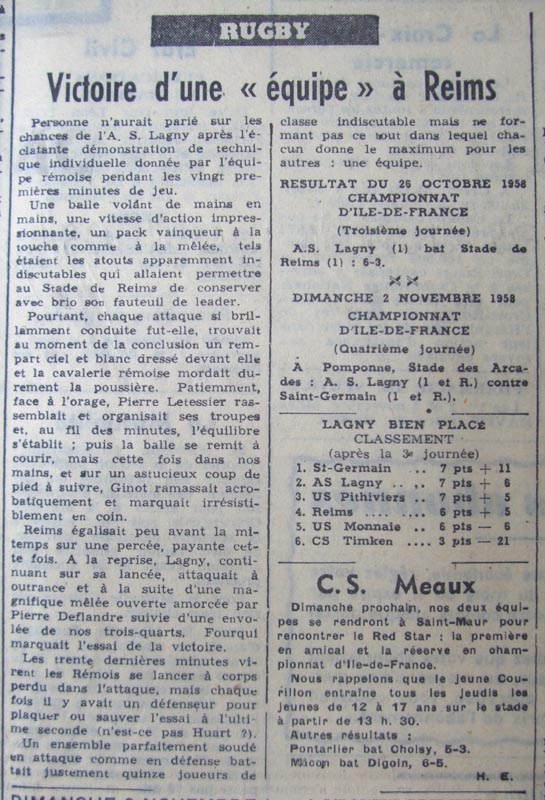 RUGBY
Victoire d'une « équipe » à Reims
Personne n'aurait parié sur les
chances de l'A. S. Lagny après l'é-
clatante démonstration de techni-
que individuelle donnée par l'équi-
pe rémoise pendant les vingt pre-
mières minutes de jeu.
Une balle volant de mains en
mains, une vitesse d'action impres-
sionnante, un pack vainqueur à la
touche comme à la mêlée, tels
étaient les atouts apparemment in-
discutables qui allaient permettre
au Stade de Reims de conserver
avec brio son fauteuil de leader.
Pourtant, chaque attaque si bril-
lamment conduite fut-elle, trouvait
au moment de la conclusion un rem-
part ciel et blanc dressé devant elle
et la cavalerie rémoise mordait du-
rement la poussière. Patiemment,
face à l'orage, Pierre Letessier ras-
semblait et organisait ses troupes
et, au fil des minutes, l'équilibre
s'établit ; puis la balle se remit à
courir, mais cette fois dans nos
mains, et sur un astucieux coup de
pied à suivre, Ginot ramassait acro-
batiquement et marquait irrésisti-
blement en coin.
Reims égalisait peu avant la mi-
temps sur une percée, payante cet-
te fois. A la reprise, Lagny, conti-
nuant sur sa lancée, attaquait à
outrance et à la suite d'une ma-
gnifique mêlée ouverte amorcée par
Pierre Deflandre suivie d'une envo-
lée de nos trois-quarts. Fourqui
marquait l'essai de la victoire.
Les trente dernières minutes vi-
rent les Rémois se lancer à corps
perdu dans l'attaque, mais chaque
fois il y avait un défenseur pour
plaquer ou sauver l'essai à l'ulti-
me seconde (n'est-ce pas Huart ?).
Un ensemble parfaitement soudé
en attaque comme en défense bat-
tait justement quinze joueurs de
classe indiscutable mais ne for-
mant pas ce tout dans lequel cha-
cun donne le maximum pour les
autres : une équipe.
RESULTAT DU 26 OCTOBRE 1958
CHAMPIONNAT
D'ILE-DE-FRANCE
(Troisième journée)
A.S. Lagny (1) bat Stade de
Reims (1) : 6-3.
DIMANCHE 2 NOVEMBRE 1958
CHAMPIONNAT
D'ILE-DE-FRANCE
(Quatrième journée)
À Pomponne, Stade des Arca-
des : A. S. Lagny (1 et R.) contre
Saint-Germain (1 et R.).
LAGNY BIEN PLACÉ
CLASSEMENT
(après la 3e journée)
1. St-Germain .. 7 pts + 11
2. AS Lagny .. .. 7 pts + 6
3. US Pithiviers .. 7 pts + 5
4. Reims ........ 6 pts + 5
5. US Monnaie .. 6 pts — 6
6. CS Timken .... 3 pts — 21
C. S. Meaux
Dimanche prochain, nos deux équi-
pes se rendront à Saint-Maur pour
rencontrer le Red Star : la première
en amical et la réserve en cham-
pionnat d'Ile-de-France.
Nous rappelons que le jeune Cou-
rillon entraîne tous les jeudis les
jeunes de 12 à 17 ans sur le stade
à partir de 13 h. 30.
Autres résultats :
Pontarlier bat Choisy, 5-3.
Mâcon bat Digoin, 6-5.
H. E.